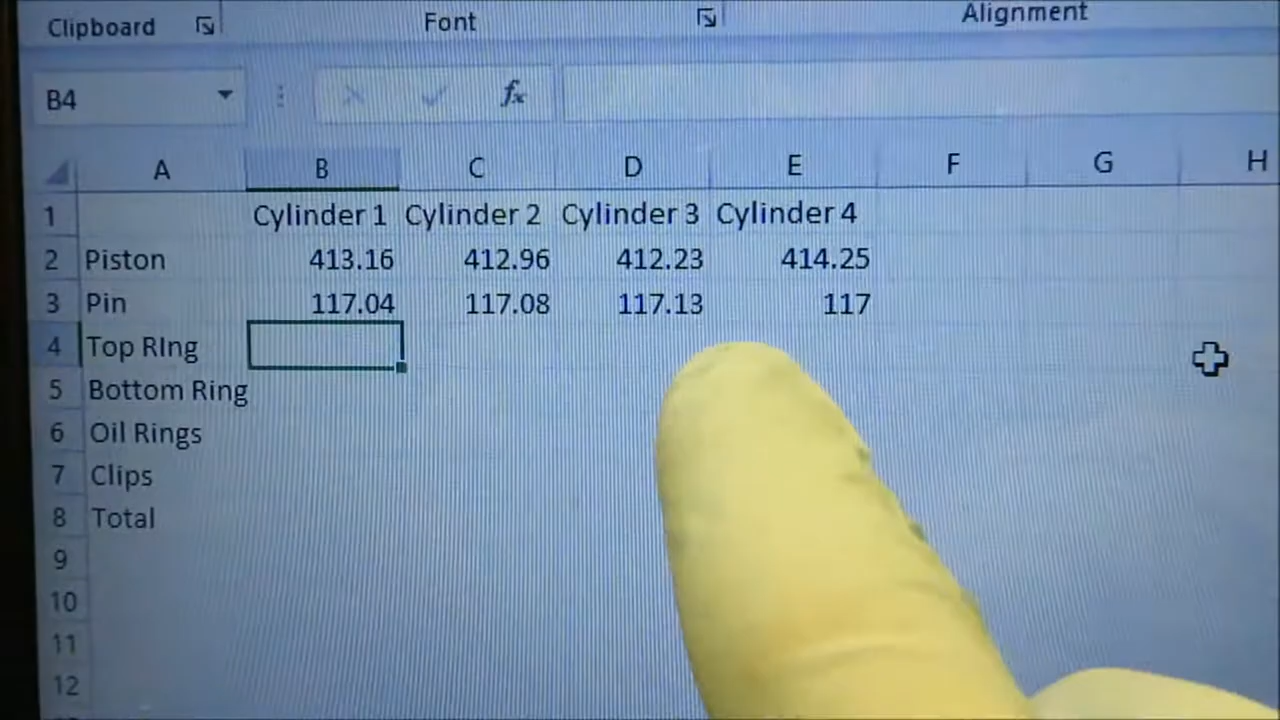 Clipboard Font Alignment
B4 fx
A B C D E F G H
1 Cylinder 1 Cylinder 2 Cylinder 3 Cylinder 4
2 Piston 413.16 412.96 412.23 414.25
3 Pin 117.04 117.08 117.13 117
4 Top RIng
5 Bottom Ring
6 Oil Rings
7 Clips
8 Total
9
10
11
12